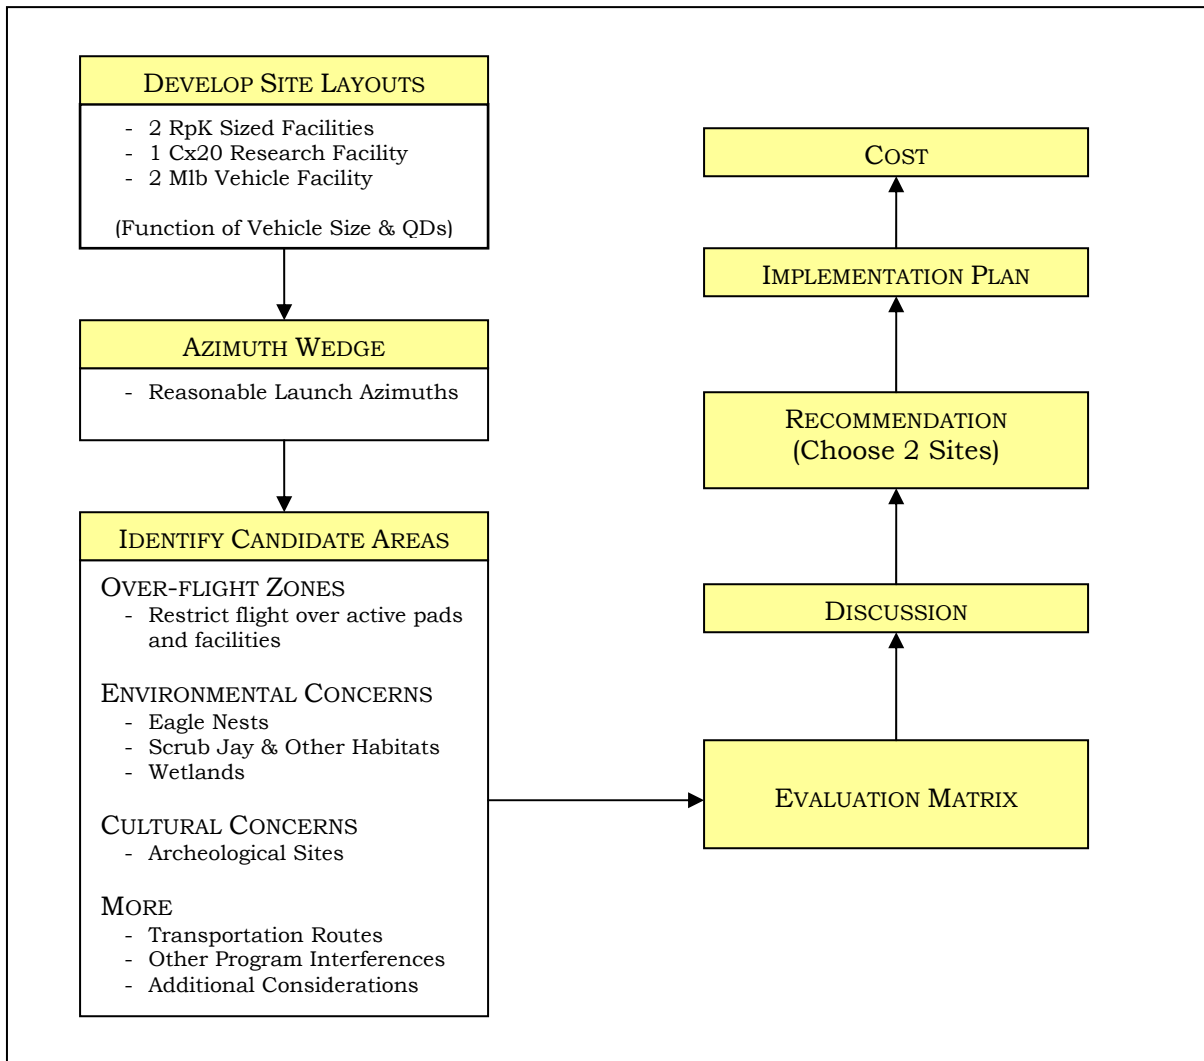 DEVELOP SITE LAYOUTS
- 2 RpK Sized Facilities
- 1 Cx20 Research Facility
- 2 Mlb Vehicle Facility
(Function of Vehicle Size & QDs)
AZIMUTH WEDGE
- Reasonable Launch Azimuths
IDENTIFY CANDIDATE AREAS
OVER-FLIGHT ZONES
- Restrict flight over active pads
and facilities
ENVIRONMENTAL CONCERNS
- Eagle Nests
- Scrub Jay & Other Habitats
- Wetlands
CULTURAL CONCERNS
- Archeological Sites
MORE
- Transportation Routes
- Other Program Interferences
- Additional Considerations
EVALUATION MATRIX
DISCUSSION
RECOMMENDATION
(Choose 2 Sites)
IMPLEMENTATION PLAN
COST